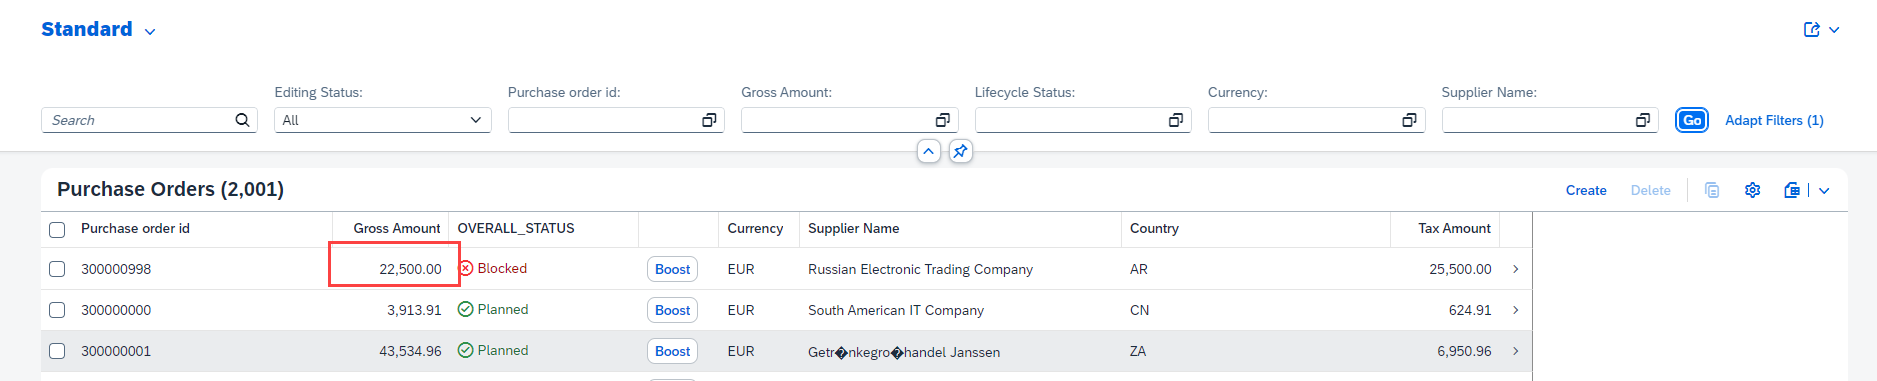 Standard
Editing Status:
Purchase order id:
Gross Amount:
Lifecycle Status:
Currency:
Supplier Name:
Search
All
Go
Adapt Filters (1)
Purchase Orders (2,001)
Create
Delete
Purchase order id Gross Amount OVERALL_STATUS Currency Supplier Name Country Tax Amount
300000998 22,500.00 Blocked Boost EUR Russian Electronic Trading Company AR 25,500.00
300000000 3,913.91 Planned Boost EUR South American IT Company CN 624.91
300000001 43,534.96 Planned Boost EUR Getr�nkegro�handel Janssen ZA 6,950.96